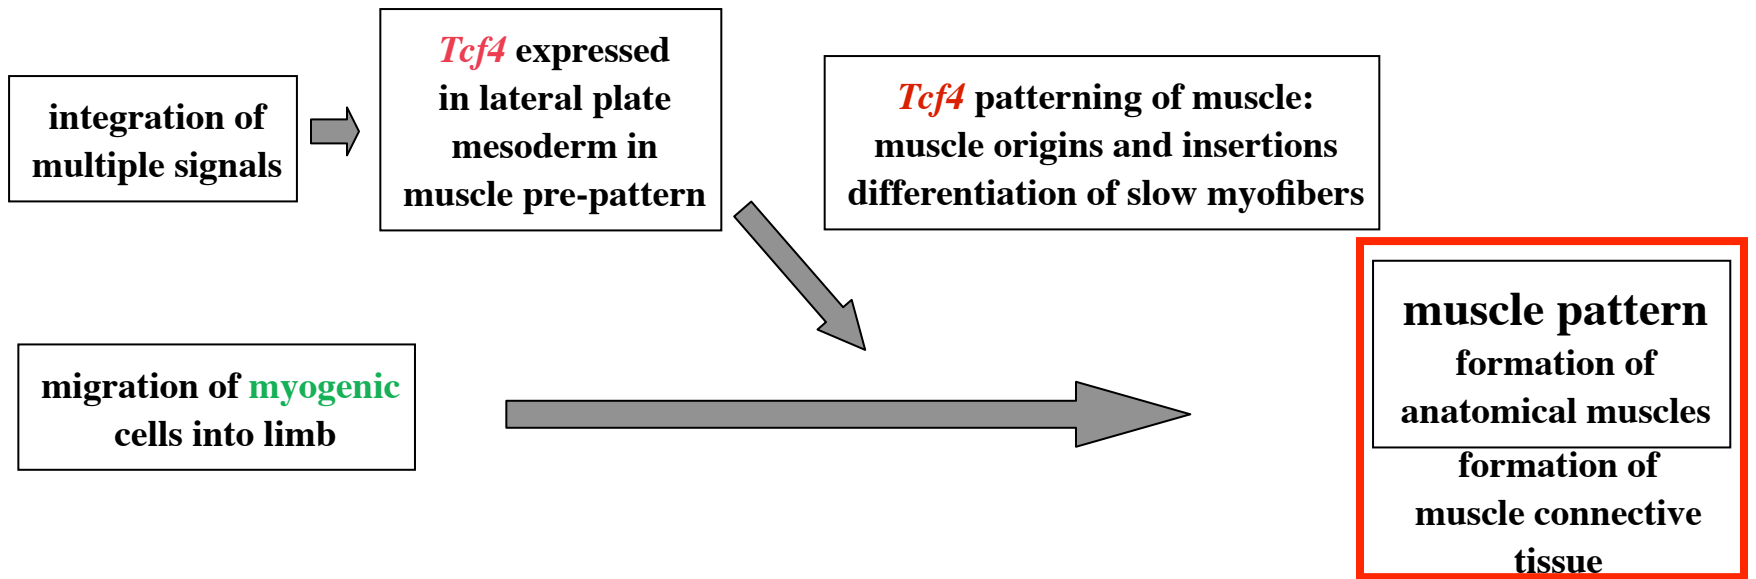 integration of
multiple signals
Tcf4 expressed
in lateral plate
mesoderm in
muscle pre-pattern
Tcf4 patterning of muscle:
muscle origins and insertions
differentiation of slow myofibers
migration of myogenic
cells into limb
muscle pattern
formation of
anatomical muscles
formation of
muscle connective
tissue